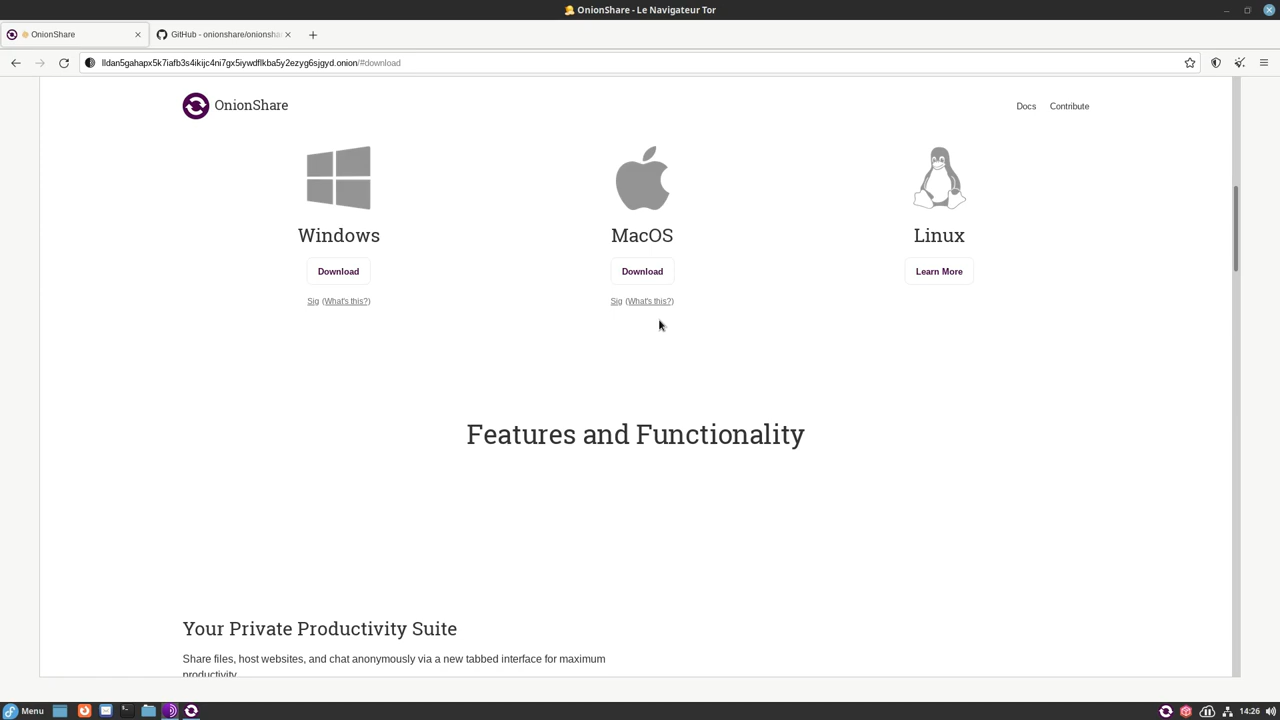 OnionShare - Le Navigateur Tor
OnionShare
GitHub - onionshare/onionsha
lldan5gahapx5k7iafb3s4ikijc4ni7gx5iywdflkba5y2ezyg6sjgyd.onion/#download
OnionShare
Docs Contribute
Windows MacOS Linux
Download Download Learn More
Sig (What's this?) Sig (What's this?)
Features and Functionality
Your Private Productivity Suite
Share files, host websites, and chat anonymously via a new tabbed interface for maximum
productivity.
Menu
14:26